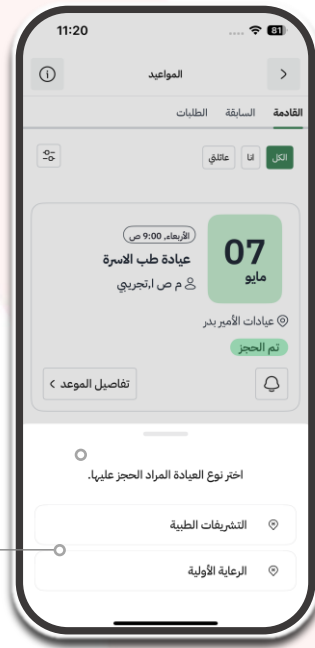 11:20
81
المواعيد
القادمة السابقة الطلبات
الكل انا عائلتي
الأربعاء, 9:00 ص
07
مايو
عيادة طب الاسرة
م ص ا,تجريبي
عيادات الأمير بدر
تم الحجز
تفاصيل الموعد
اختر نوع العيادة المراد الحجز عليها.
التشريفات الطبية
الرعاية الأولية